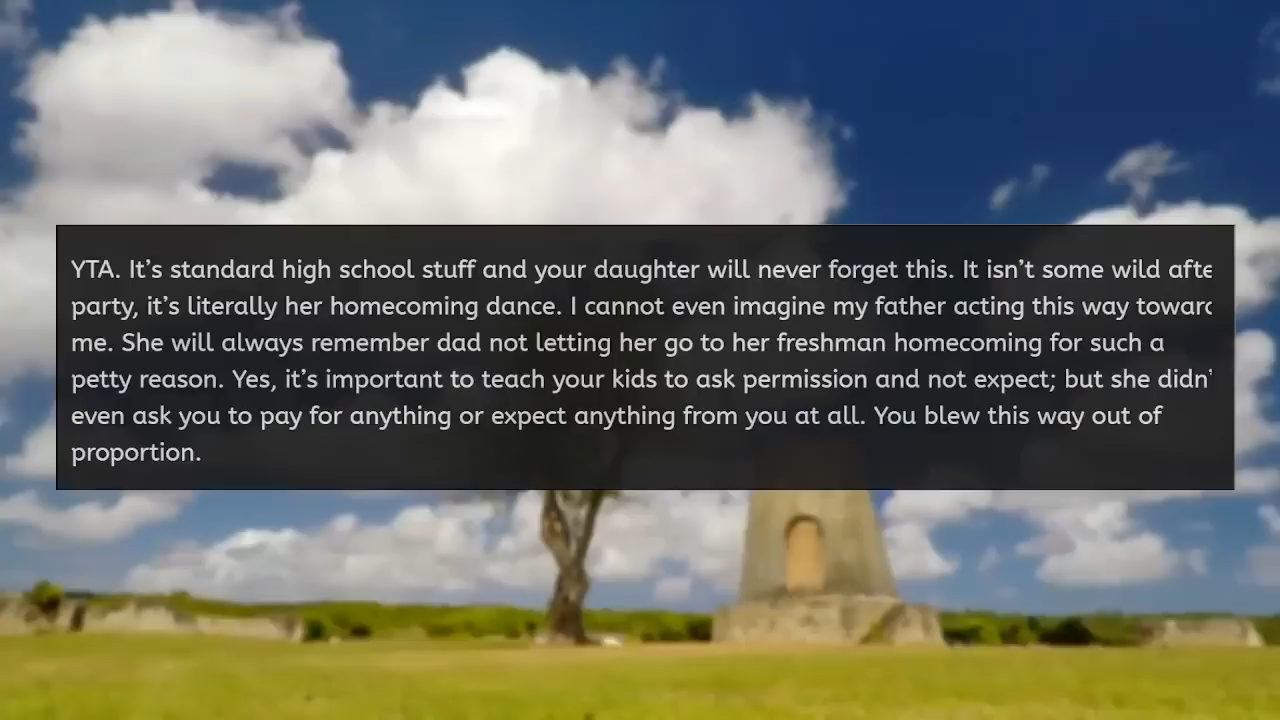 YTA. It’s standard high school stuff and your daughter will never forget this. It isn’t some wild afte
party, it’s literally her homecoming dance. I cannot even imagine my father acting this way towar
me. She will always remember dad not letting her go to her freshman homecoming for such a
petty reason. Yes, it’s important to teach your kids to ask permission and not expect; but she didn’
even ask you to pay for anything or expect anything from you at all. You blew this way out of
proportion.